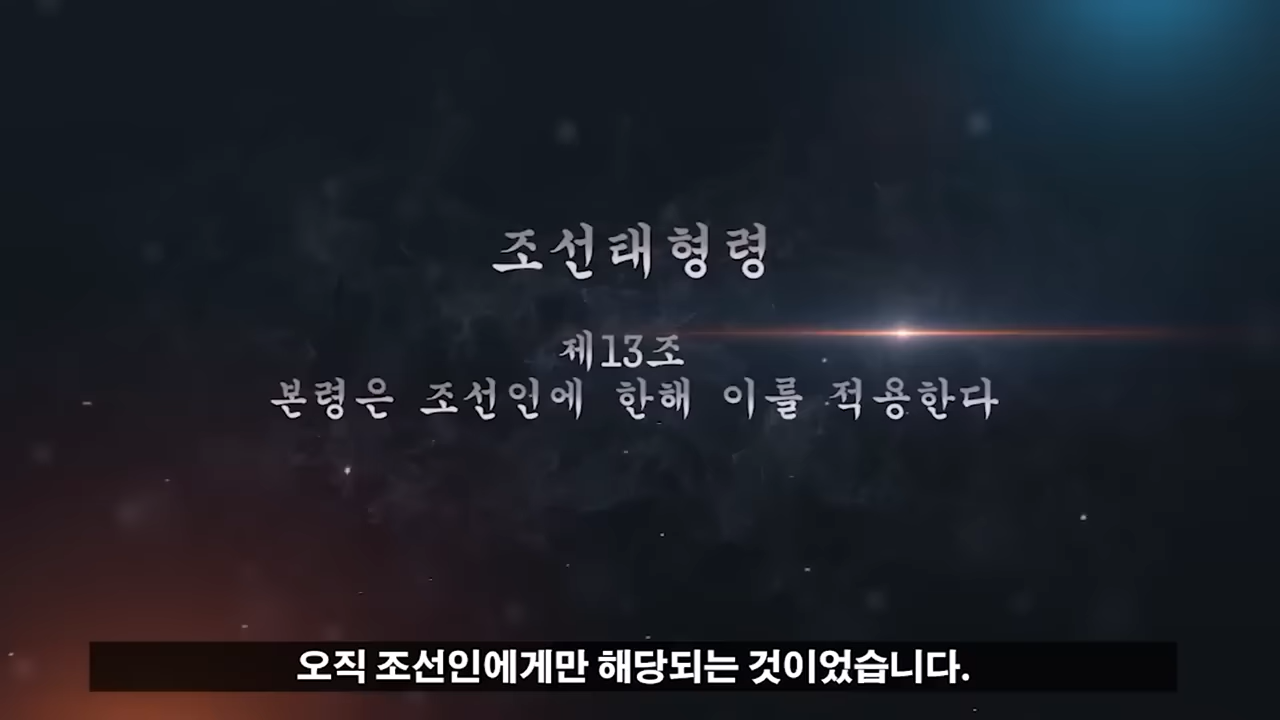 조선태형령
제13조
본령은 조선인에 한해 이를 적용한다
오직 조선인에게만 해당되는 것이었습니다.